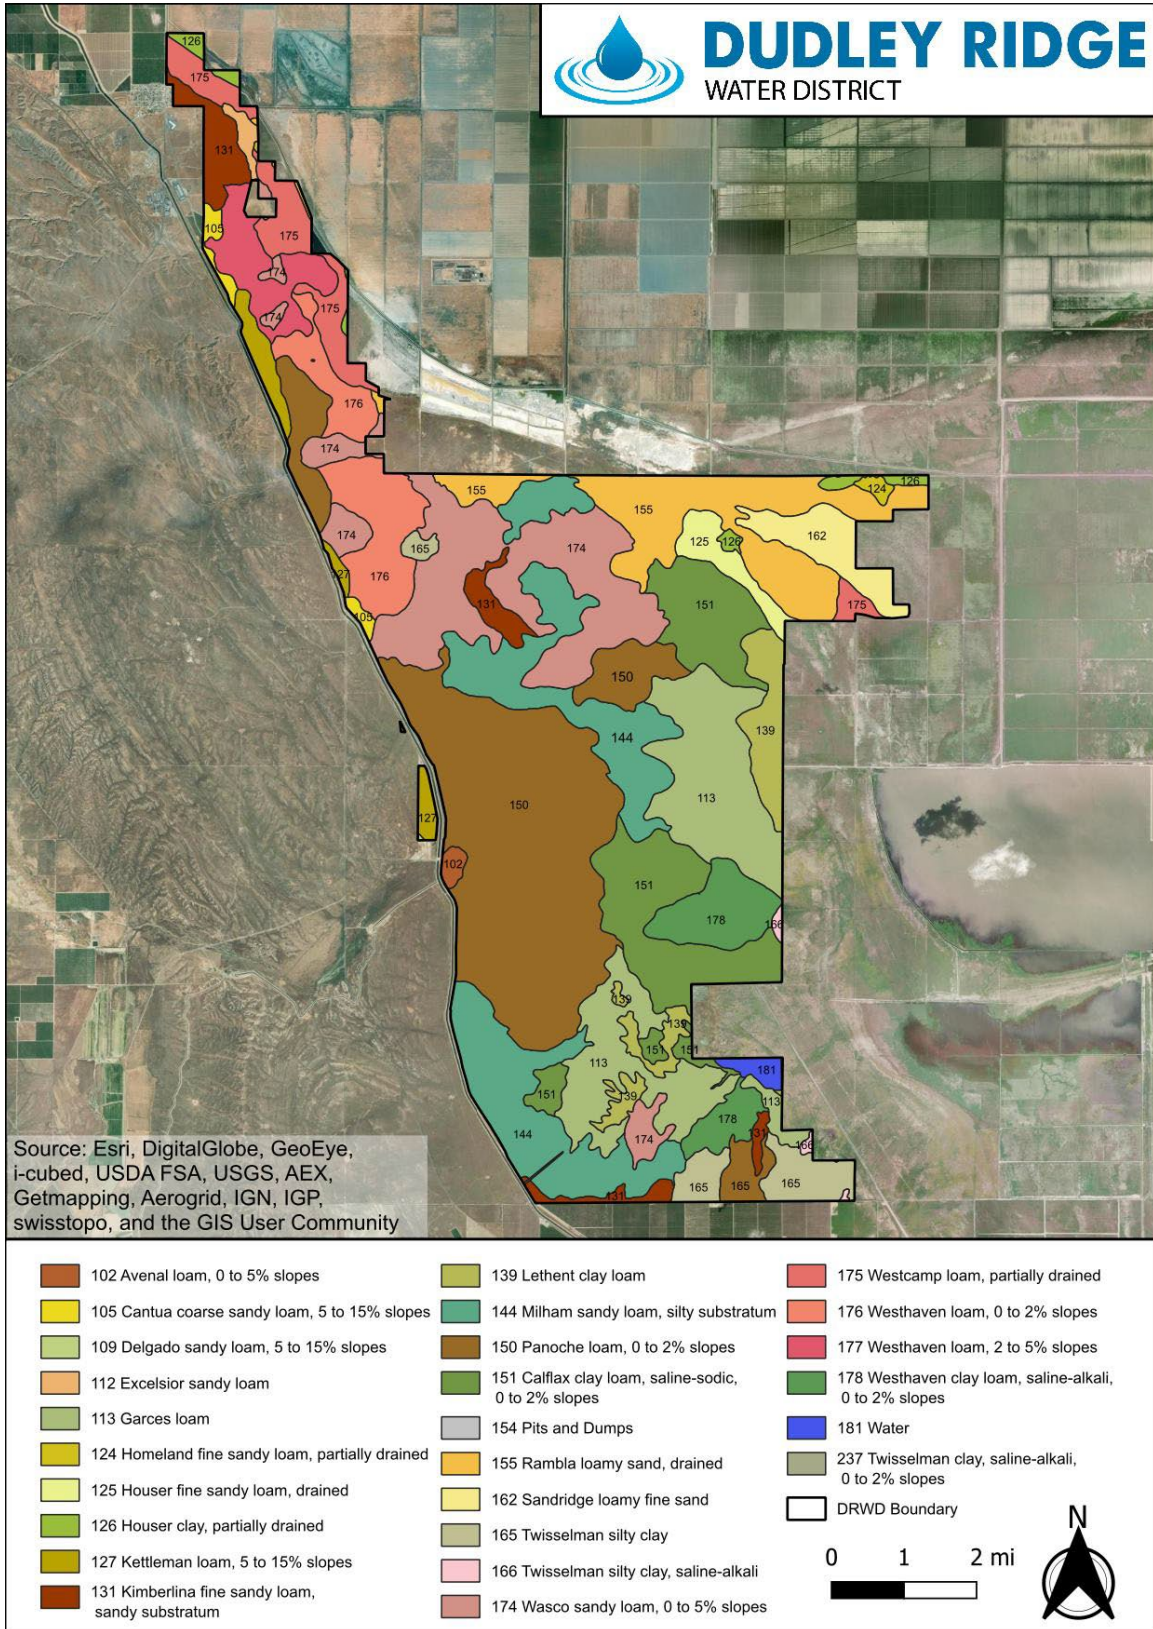 DUDLEY RIDGE
WATER DISTRICT
126
175
131
105
175
174
174
175
176
174
174
176
165
127
105
155
174
131
155
125
126
124
126
162
175
151
150
139
144
113
150
127
102
151
178
166
139
139
151
151
113
151
139
174
144
178
181
113
131
166
131
165
165
165
Source: Esri, DigitalGlobe, GeoEye,
i-cubed, USDA FSA, USGS, AEX,
Getmapping, Aerogrid, IGN, IGP,
swisstopo, and the GIS User Community
102 Avenal loam, 0 to 5% slopes
105 Cantua coarse sandy loam, 5 to 15% slopes
109 Delgado sandy loam, 5 to 15% slopes
112 Excelsior sandy loam
113 Garces loam
124 Homeland fine sandy loam, partially drained
125 Houser fine sandy loam, drained
126 Houser clay, partially drained
127 Kettleman loam, 5 to 15% slopes
131 Kimberlina fine sandy loam,
sandy substratum
139 Lethent clay loam
144 Milham sandy loam, silty substratum
150 Panoche loam, 0 to 2% slopes
151 Calflax clay loam, saline-sodic,
0 to 2% slopes
154 Pits and Dumps
155 Rambla loamy sand, drained
162 Sandridge loamy fine sand
165 Twisselman silty clay
166 Twisselman silty clay, saline-alkali
174 Wasco sandy loam, 0 to 5% slopes
175 Westcamp loam, partially drained
176 Westhaven loam, 0 to 2% slopes
177 Westhaven loam, 2 to 5% slopes
178 Westhaven clay loam, saline-alkali,
0 to 2% slopes
181 Water
237 Twisselman clay, saline-alkali,
0 to 2% slopes
DRWD Boundary
0 1 2 mi
N